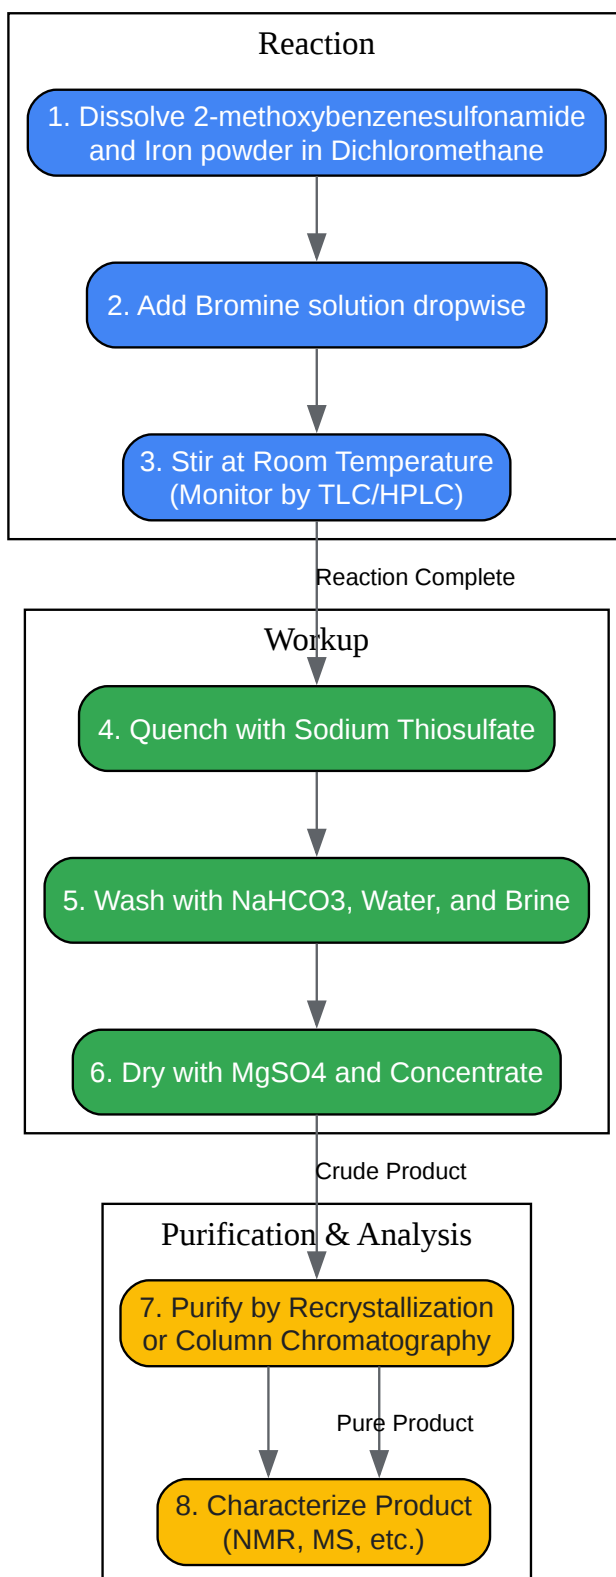 Reaction
1. Dissolve 2-methoxybenzenesulfonamide
and Iron powder in Dichloromethane
2. Add Bromine solution dropwise
3. Stir at Room Temperature
(Monitor by TLC/HPLC)
Reaction Complete
Workup
4. Quench with Sodium Thiosulfate
5. Wash with NaHCO3, Water, and Brine
6. Dry with MgSO4 and Concentrate
Crude Product
Purification & Analysis
7. Purify by Recrystallization
or Column Chromatography
Pure Product
8. Characterize Product
(NMR, MS, etc.)